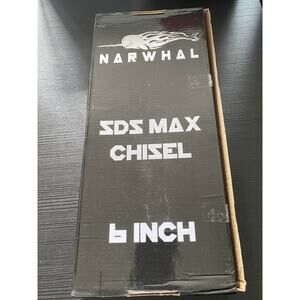 NARWHAL
SDS MAX
CHISEL
6 INCH